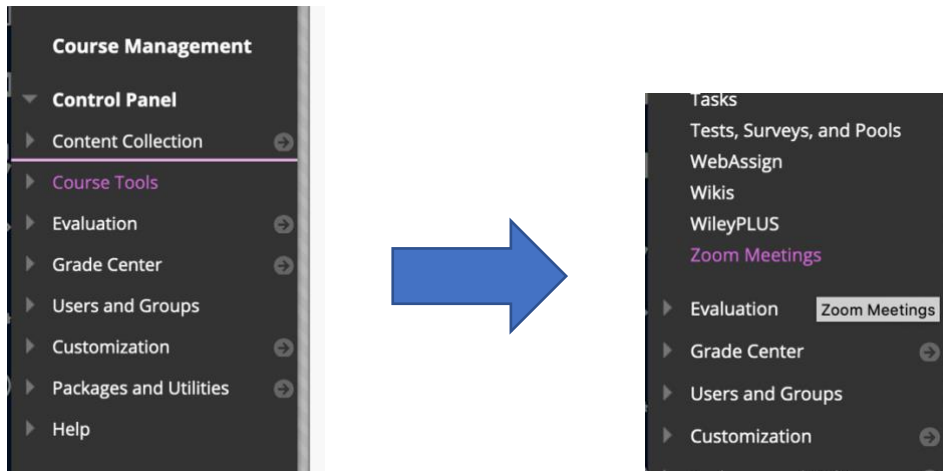 Course Management
Control Panel
Content Collection
Course Tools
Evaluation
Grade Center
Users and Groups
Customization
Packages and Utilities
Help
Tasks
Tests, Surveys, and Pools
WebAssign
Wikis
WileyPLUS
Zoom Meetings
Evaluation Zoom Meetings
Grade Center
Users and Groups
Customization